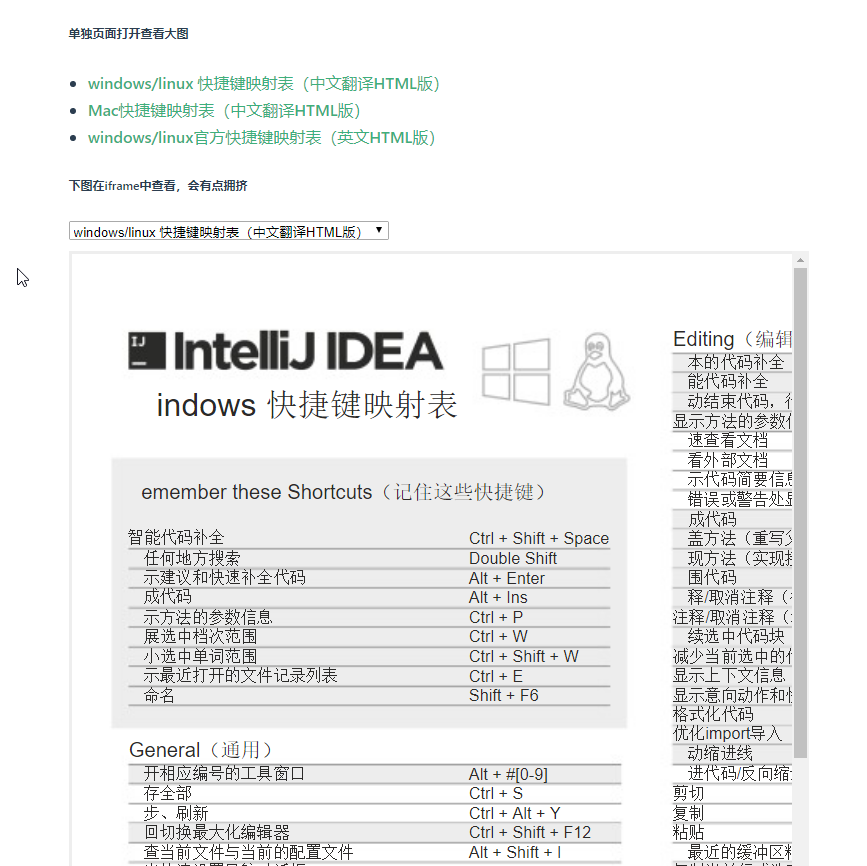 单独页面打开查看大图
windows/linux 快捷键映射表（中文翻译HTML版）
Mac快捷键映射表（中文翻译HTML版）
windows/linux官方快捷键映射表（英文HTML版）
下图在iframe中查看，会有点拥挤
windows/linux 快捷键映射表（中文翻译HTML版）
IJ IntelliJ IDEA
indows 快捷键映射表
emember these Shortcuts（记住这些快捷键）
智能代码补全 Ctrl + Shift + Space
任何地方搜索 Double Shift
示建议和快速补全代码 Alt + Enter
成代码 Alt + Ins
示方法的参数信息 Ctrl + P
展选中档次范围 Ctrl + W
小选中单词范围 Ctrl + Shift + W
示最近打开的文件记录列表 Ctrl + E
命名 Shift + F6
General（通用）
开相应编号的工具窗口 Alt + #[0-9]
存全部 Ctrl + S
步、刷新 Ctrl + Alt + Y
回切换最大化编辑器 Ctrl + Shift + F12
查当前文件与当前的配置文件 Alt + Shift + I
Editing（编辑
本的代码补全
能代码补全
动结束代码，行
显示方法的参数信
速查看文档
看外部文档
示代码简要信息
错误或警告处显
成代码
盖方法（重写父
现方法（实现接
围代码
释/取消注释（
注释/取消注释（
续选中代码块
减少当前选中的代
显示上下文信息
显示意向动作和快
格式化代码
优化import导入
动缩进线
进代码/反向缩进
剪切
复制
粘贴
最近的缓冲区粘